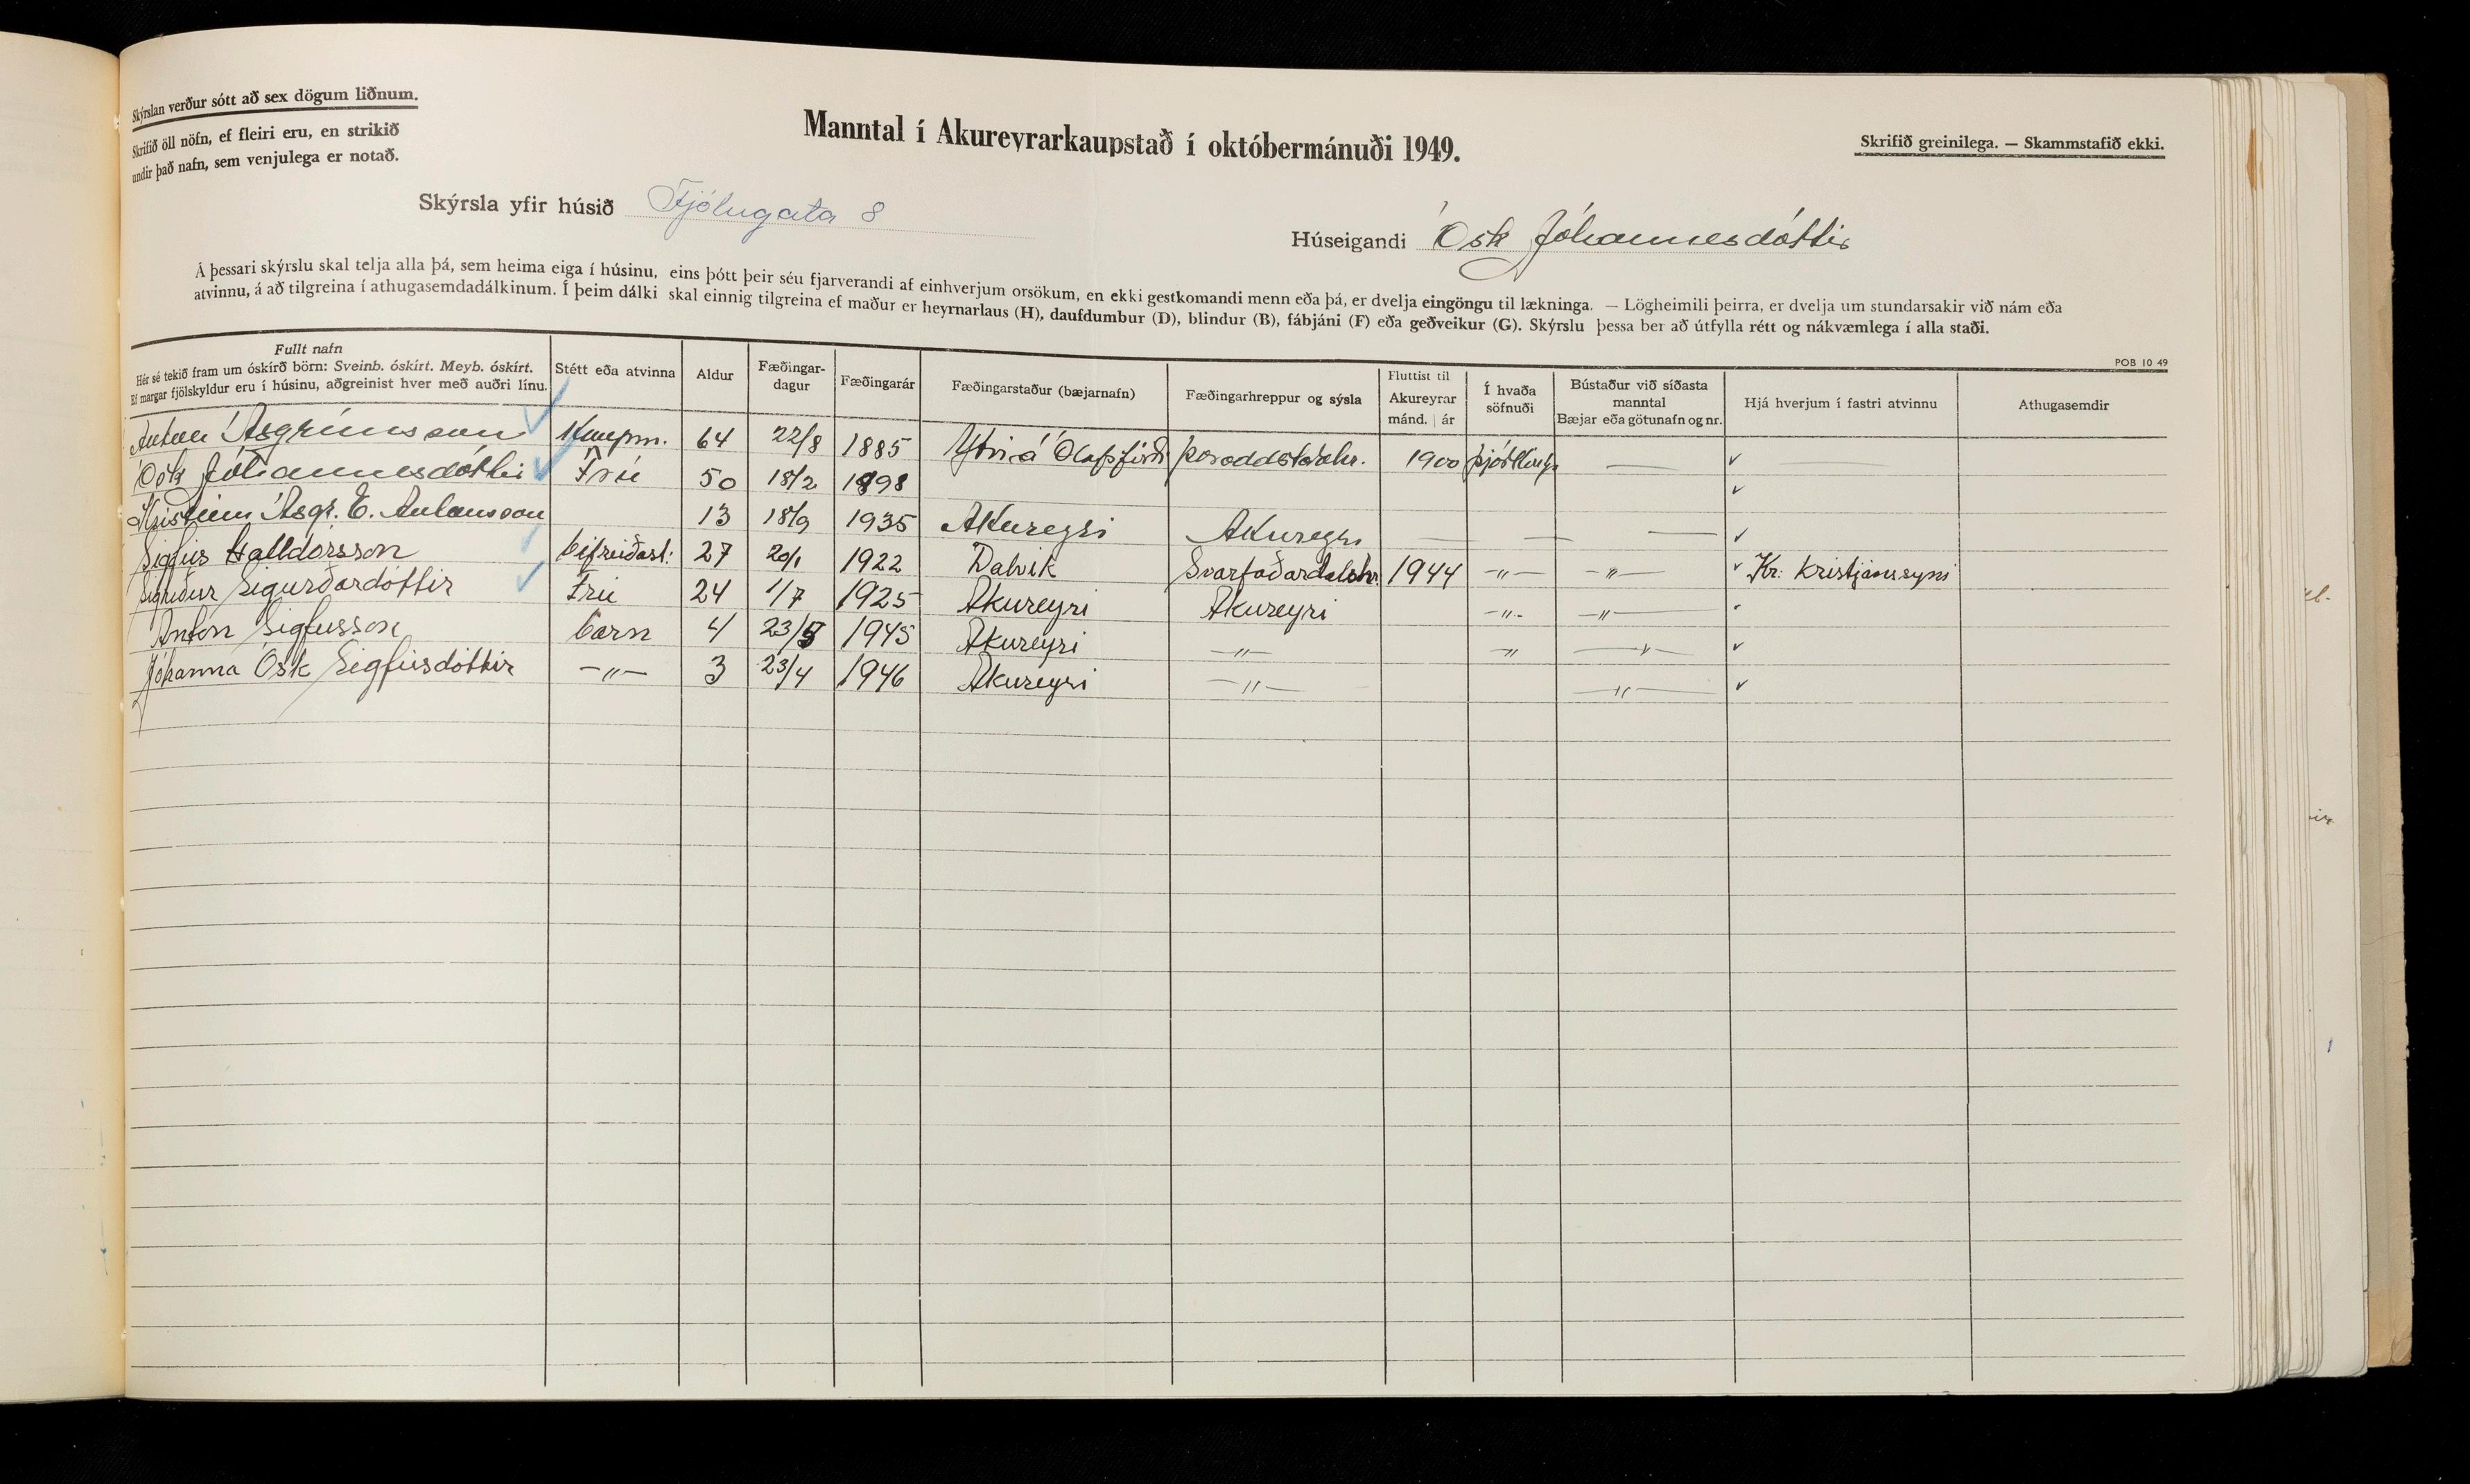 Skýrslan verður sótt að sex dögum liðnum.
Skrifið öll nöfn, ef fleiri eru, en strikið
undir það nafn, sem venjulega er notað.
Manntal í Akureyrarkaupstað í októbermánuði 1949.
Skrifið greinilega. — Skammstafið ekki.
Skýrsla yfir húsið Fjólugata 8
Húseigandi Ósk Jóhannesdóttir
Á þessari skýrslu skal telja alla þá, sem heima eiga í húsinu, eins þótt þeir séu fjarverandi af einhverjum orsökum, en ekki gestkomandi menn eða þá, er dvelja eingöngu til lækninga. — Lögheimili þeirra, er dvelja um stundarsakir við nám eða
atvinnu, á að tilgreina í athugasemdadálkinum. Í þeim dálki skal einnig tilgreina ef maður er heyrnarlaus (H), daufdumbur (D), blindur (B), fábjáni (F) eða geðveikur (G). Skýrslu þessa ber að útfylla rétt og nákvæmlega í alla staði.
POB 10 49
Fullt nafn
Hér sé tekið fram um óskírð börn: Sveinb. óskírt. Meyb. óskírt.
Ef margar fjölskyldur eru í húsinu, aðgreinist hver með auðri línu.
Stétt eða atvinna
Aldur
Fæðingar-
dagur
Fæðingarár
Fæðingarstaður (bæjarnafn)
Fæðingarhreppur og sýsla
Fluttist til
Akureyrar
mánd. | ár
Í hvaða
söfnuði
Bústaður við síðasta
manntal
Bæjar eða götunafn og nr.
Hjá hverjum í fastri atvinnu
Athugasemdir
Anton Ásgrímsson Kaupm. 64 22/8 1885 Ytriá Ólafsfirði Þóroddstaðahr. 1900 —
Ósk Jóhannesdóttir Frú 50 18/2 1898
Kristinn Ásgr. E. Antonsson 13 18/9 1935 Akureyri Akureyri — — —
Sigfús Halldórsson bifreiðast: 27 20/1 1922 Dalvík Svarfaðardalshr. 1944 —"— —"— Kr: Kristjánssyni
Sigríður Sigurðardóttir Frú 24 1/7 1925 Akureyri Akureyri —"— —"—
Anton Sigfússon barn 4 23/5 1945 Akureyri —"— —"— —"—
Jóhanna Ósk Sigfúsdóttir —"— 3 23/4 1946 Akureyri —"— —"—